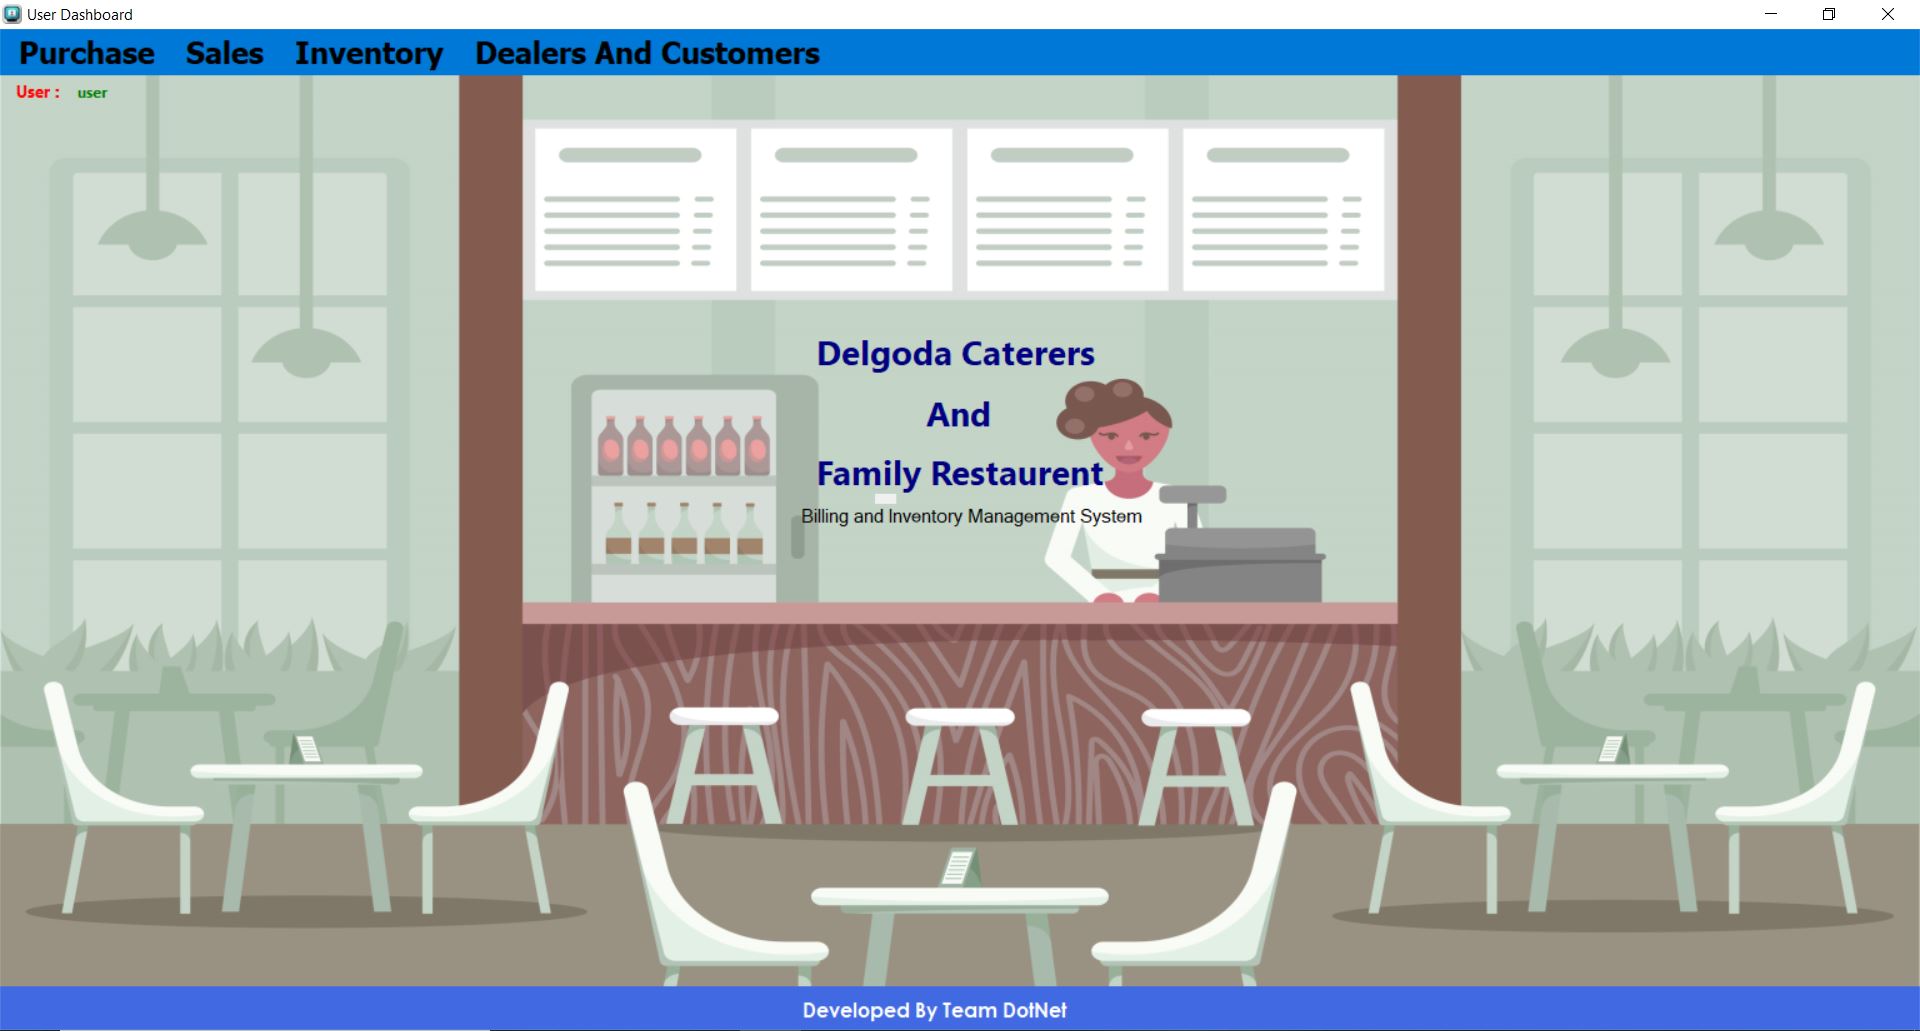 User Dashboard
Purchase Sales Inventory Dealers And Customers
User : user
Delgoda Caterers
And
Family Restaurent
Billing and Inventory Management System
Developed By Team DotNet